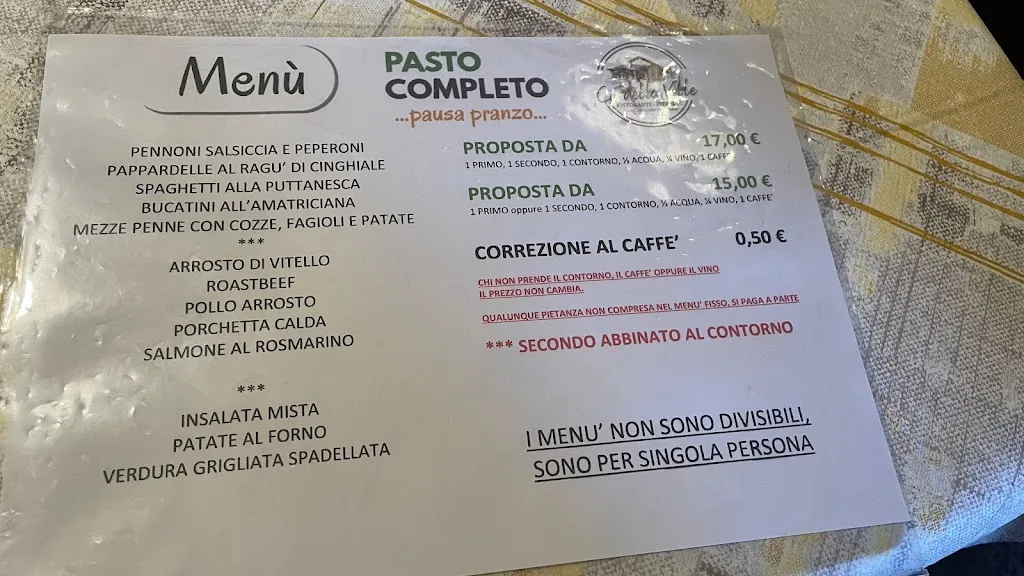 Menù
PENNONI SALSICCIA E PEPERONI
PAPPARDELLE AL RAGU' DI CINGHIALE
SPAGHETTI ALLA PUTTANESCA
BUCATINI ALL'AMATRICIANA
MEZZE PENNE CON COZZE, FAGIOLI E PATATE
***
ARROSTO DI VITELLO
ROASTBEEF
POLLO ARROSTO
PORCHETTA CALDA
SALMONE AL ROSMARINO
***
INSALATA MISTA
PATATE AL FORNO
VERDURA GRIGLIATA SPADELLATA
PASTO
COMPLETO
...pausa pranzo...
RISTORANTE
PROPOSTA DA 17,00 €
1 PRIMO, 1 SECONDO, 1 CONTORNO, ½ ACQUA, ¼ VINO, 1 CAFFE'
PROPOSTA DA 15,00 €
1 PRIMO oppure 1 SECONDO, 1 CONTORNO, ½ ACQUA, ¼ VINO, 1 CAFFE'
CORREZIONE AL CAFFE' 0,50 €
CHI NON PRENDE IL CONTORNO, IL CAFFE' OPPURE IL VINO
IL PREZZO NON CAMBIA.
QUALUNQUE PIETANZA NON COMPRESA NEL MENU' FISSO, SI PAGA A PARTE
*** SECONDO ABBINATO AL CONTORNO
I MENU' NON SONO DIVISIBILI,
SONO PER SINGOLA PERSONA